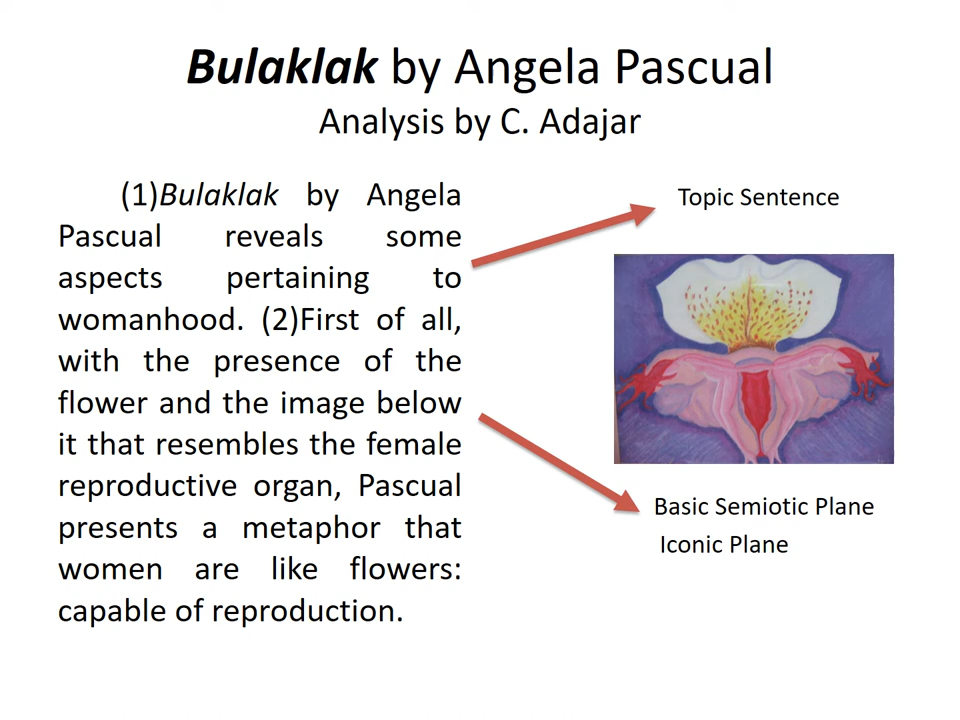 Bulaklak by Angela Pascual
Analysis by C. Adajar
(1)Bulaklak by Angela
Pascual reveals some
aspects pertaining to
womanhood. (2)First of all,
with the presence of the
flower and the image below
it that resembles the female
reproductive organ, Pascual
presents a metaphor that
women are like flowers:
capable of reproduction.
Topic Sentence
Basic Semiotic Plane
Iconic Plane